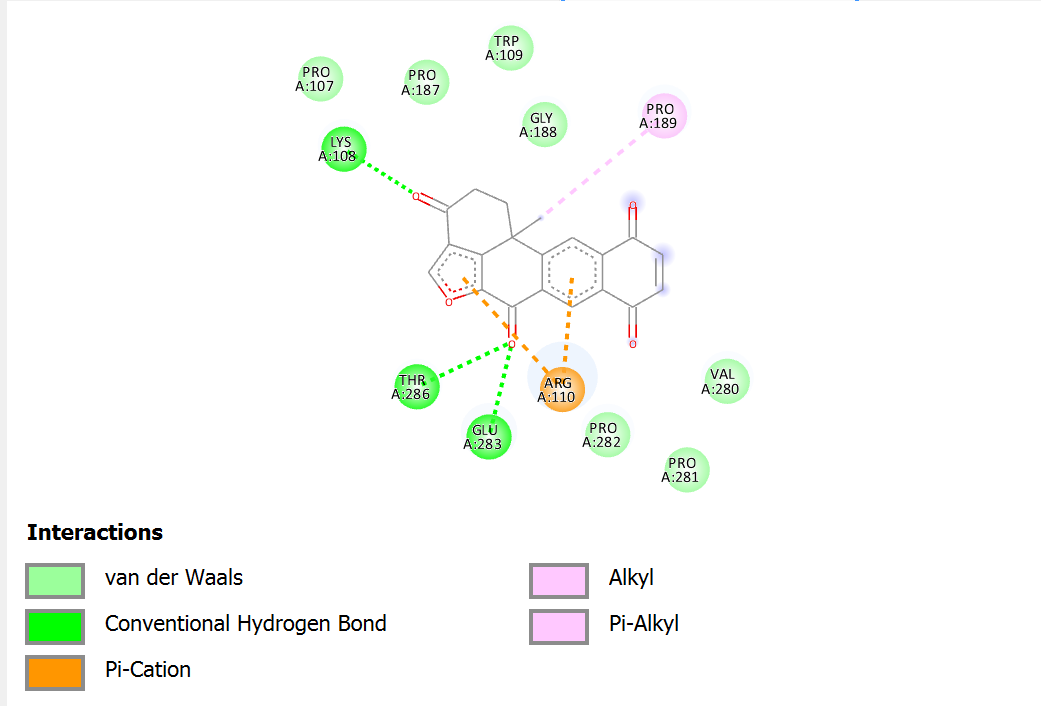 TRP
A:109
PRO
A:107
PRO
A:187
GLY
A:188
PRO
A:189
LYS
A:108
O
O
O
O
O
THR
A:286
ARG
A:110
VAL
A:280
GLU
A:283
PRO
A:282
PRO
A:281
Interactions
van der Waals
Conventional Hydrogen Bond
Pi-Cation
Alkyl
Pi-Alkyl